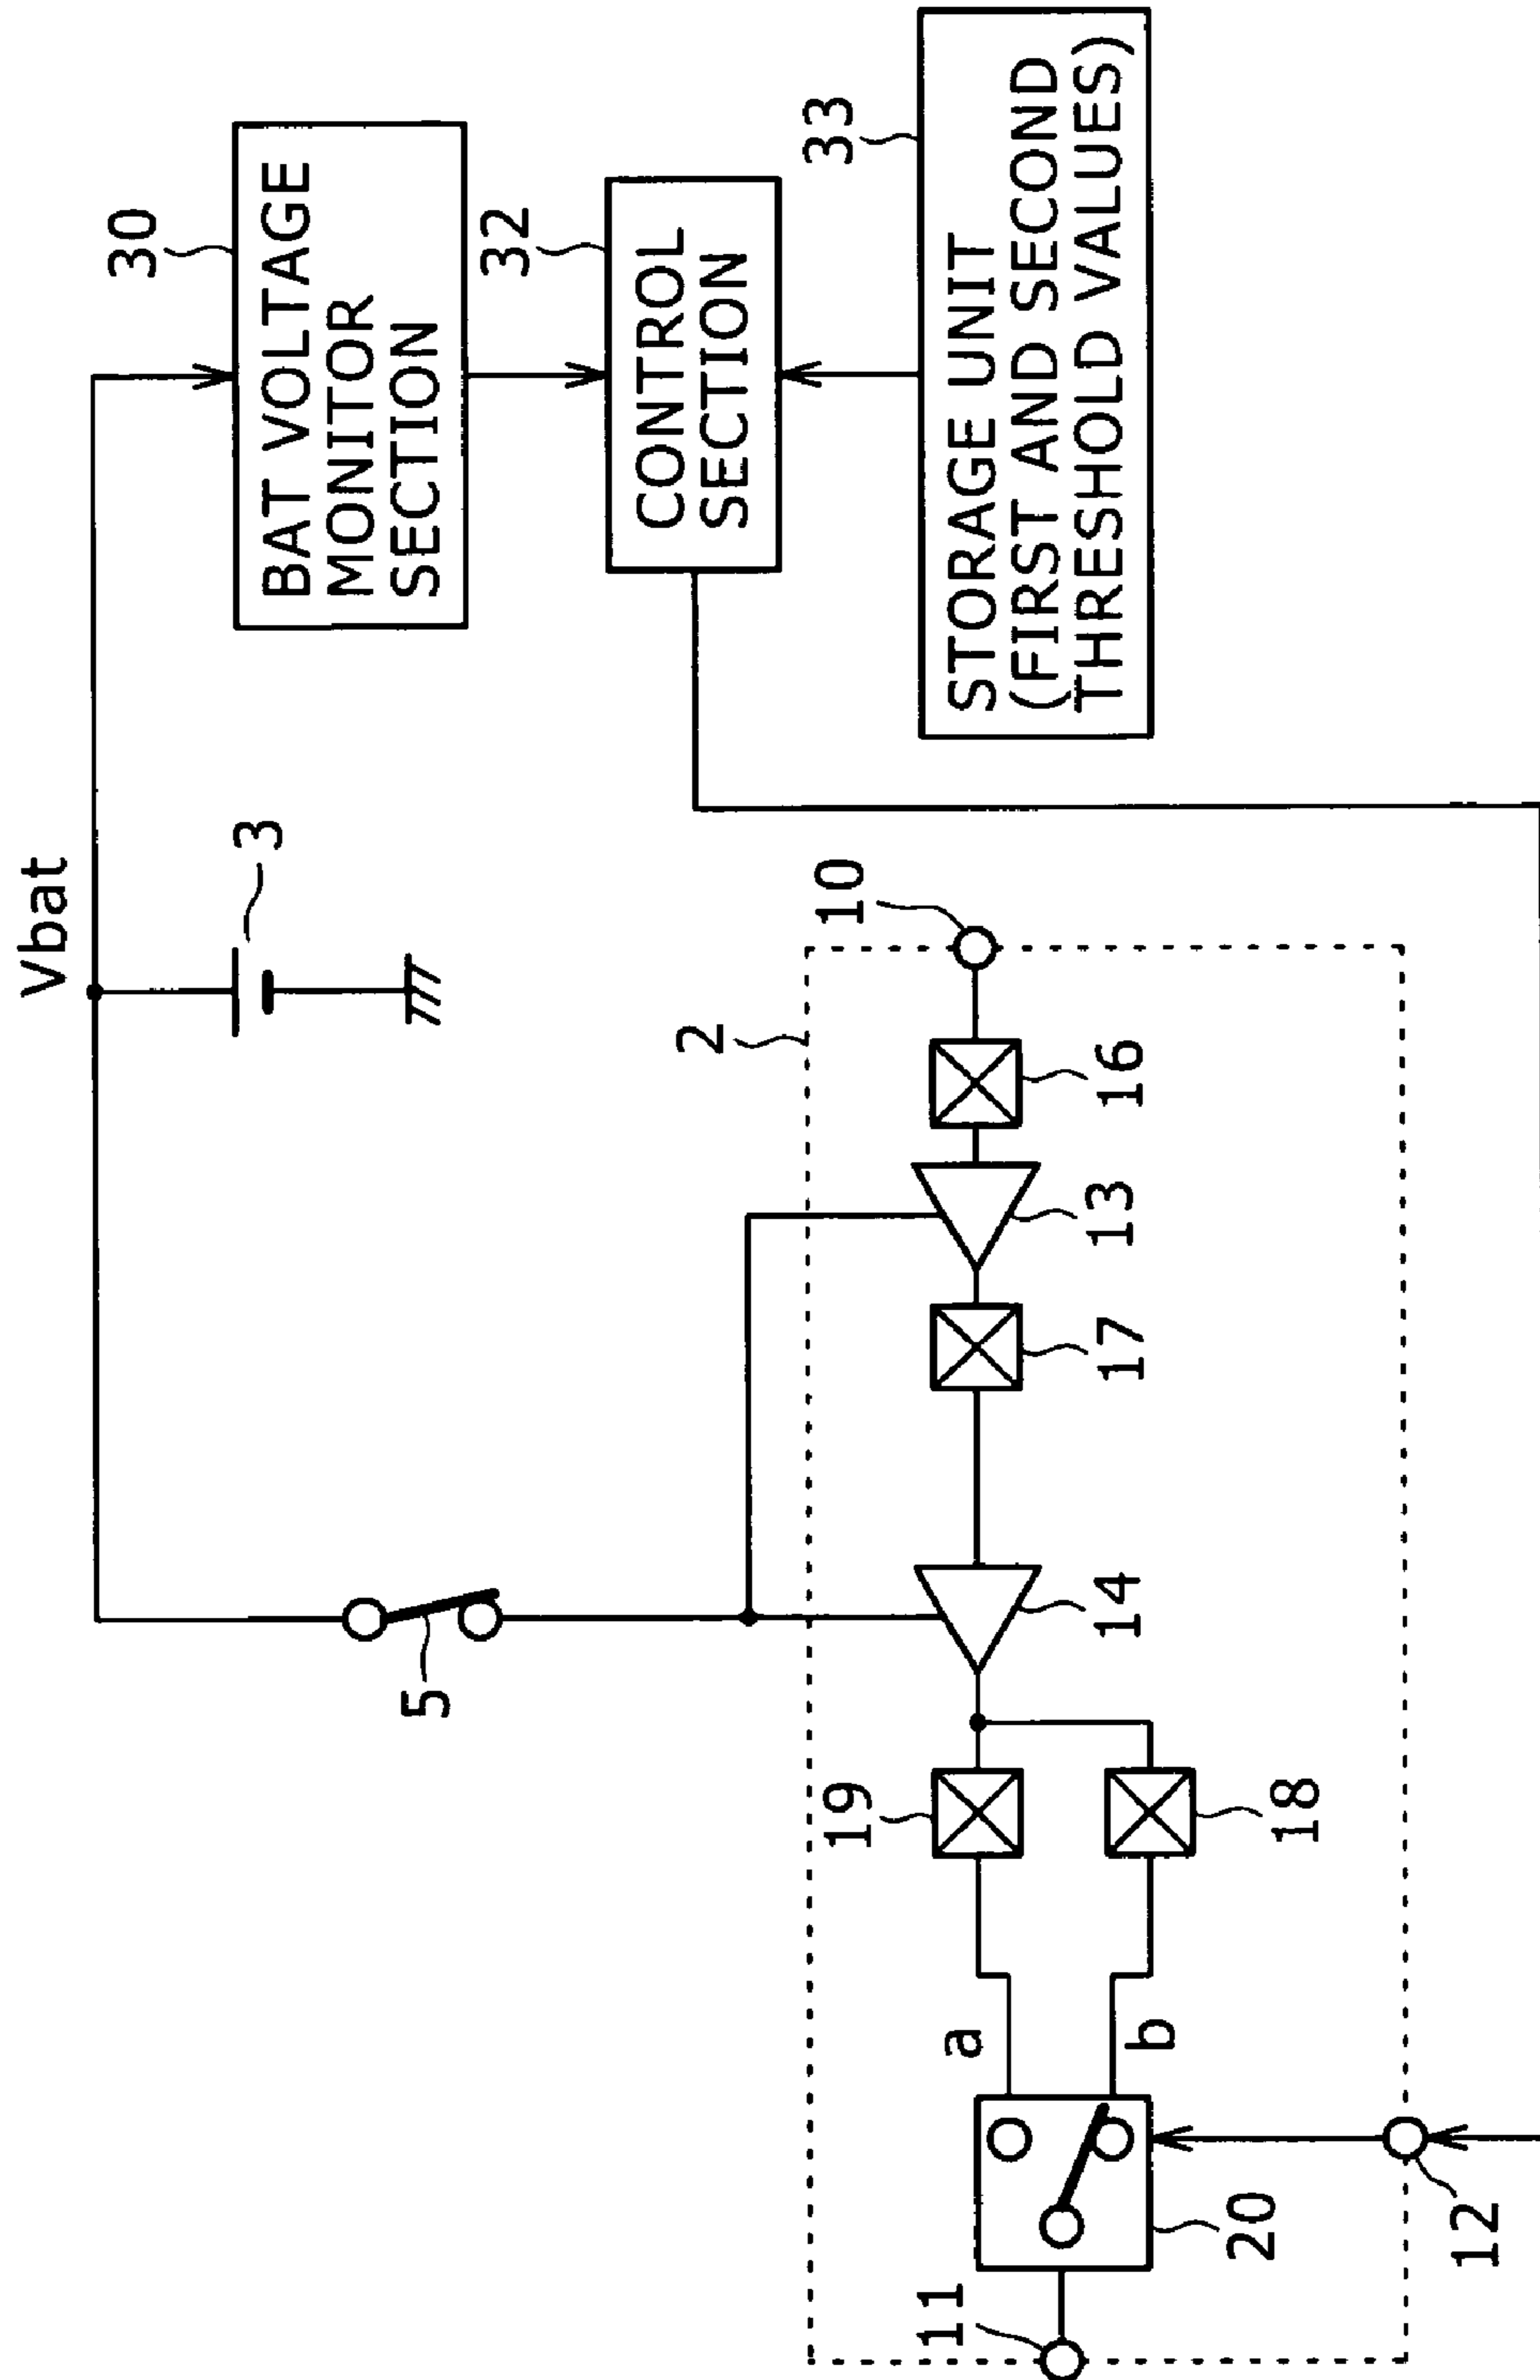 Vbat
3
30
BAT VOLTAGE
MONITOR
SECTION
32
CONTROL
SECTION
33
STORAGE UNIT
(FIRST AND SECOND
THRESHOLD VALUES)
5
2
10
16
13
17
14
19
18
a
b
20
11
12